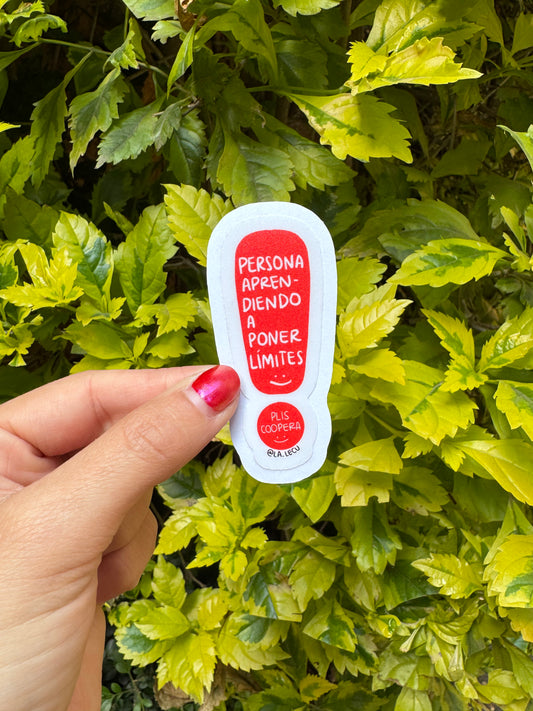 PERSONA
APREN-
DIENDO
A
PONER
LÍMITES
PLIS
COOPERA
@LA.LECU